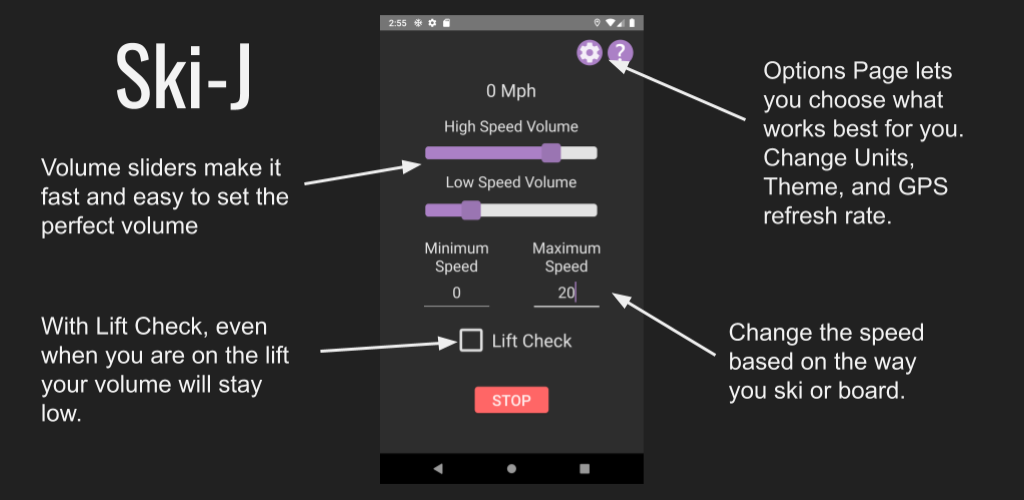 Ski-J
Volume sliders make it
fast and easy to set the
perfect volume
With Lift Check, even
when you are on the lift
your volume will stay
low.
2:55
?
0 Mph
High Speed Volume
Low Speed Volume
Minimum
Speed
Maximum
Speed
0
20
Lift Check
STOP
Options Page lets
you choose what
works best for you.
Change Units,
Theme, and GPS
refresh rate.
Change the speed
based on the way
you ski or board.